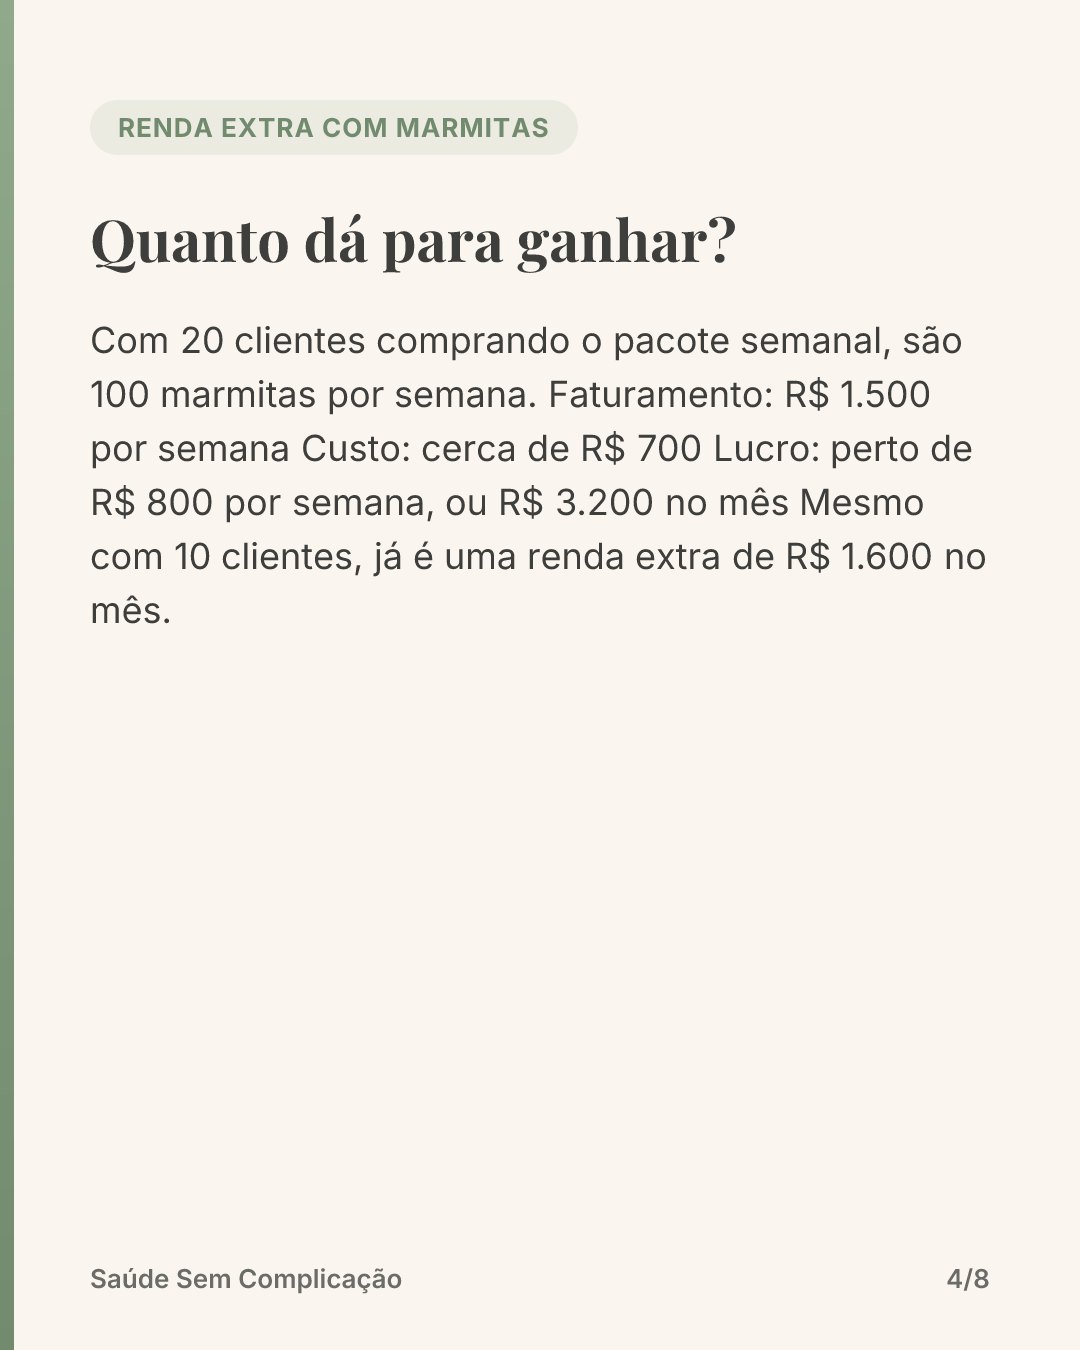 RENDA EXTRA COM MARMITAS
Quanto dá para ganhar?
Com 20 clientes comprando o pacote semanal, são
100 marmitas por semana. Faturamento: R$ 1.500
por semana Custo: cerca de R$ 700 Lucro: perto de
R$ 800 por semana, ou R$ 3.200 no mês Mesmo
com 10 clientes, já é uma renda extra de R$ 1.600 no
mês.
Saúde Sem Complicação
4/8